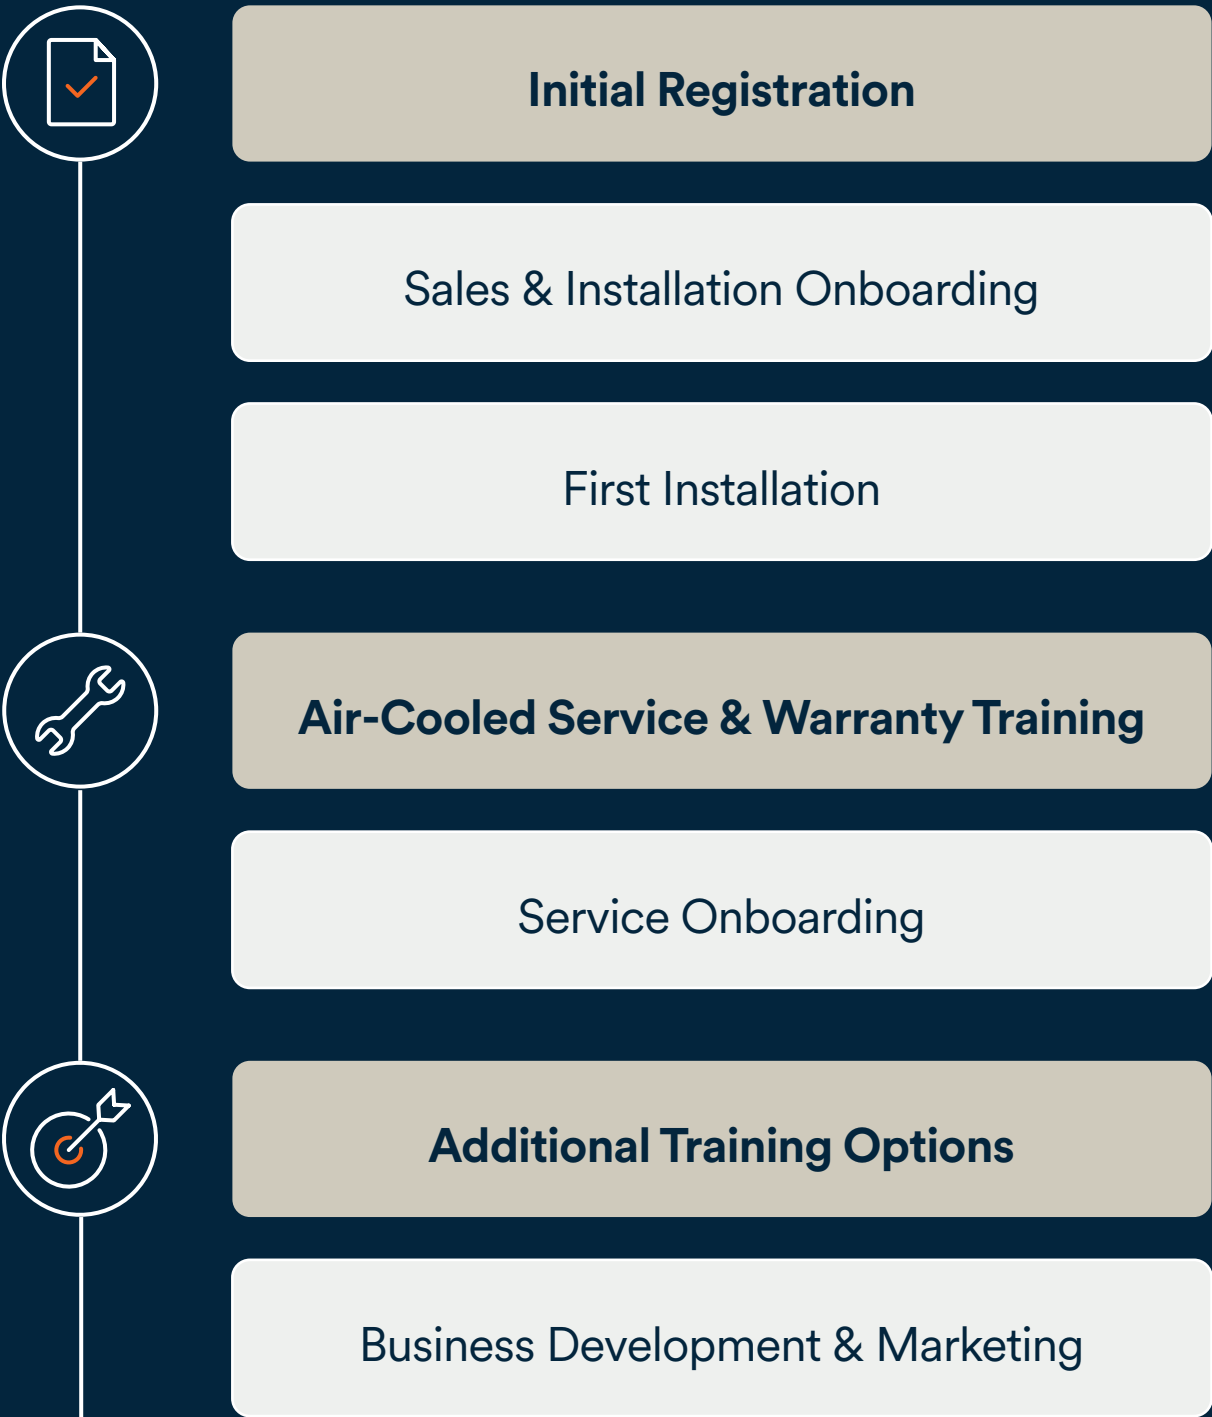 Initial Registration
Sales & Installation Onboarding
First Installation
Air-Cooled Service & Warranty Training
Service Onboarding
Additional Training Options
Business Development & Marketing